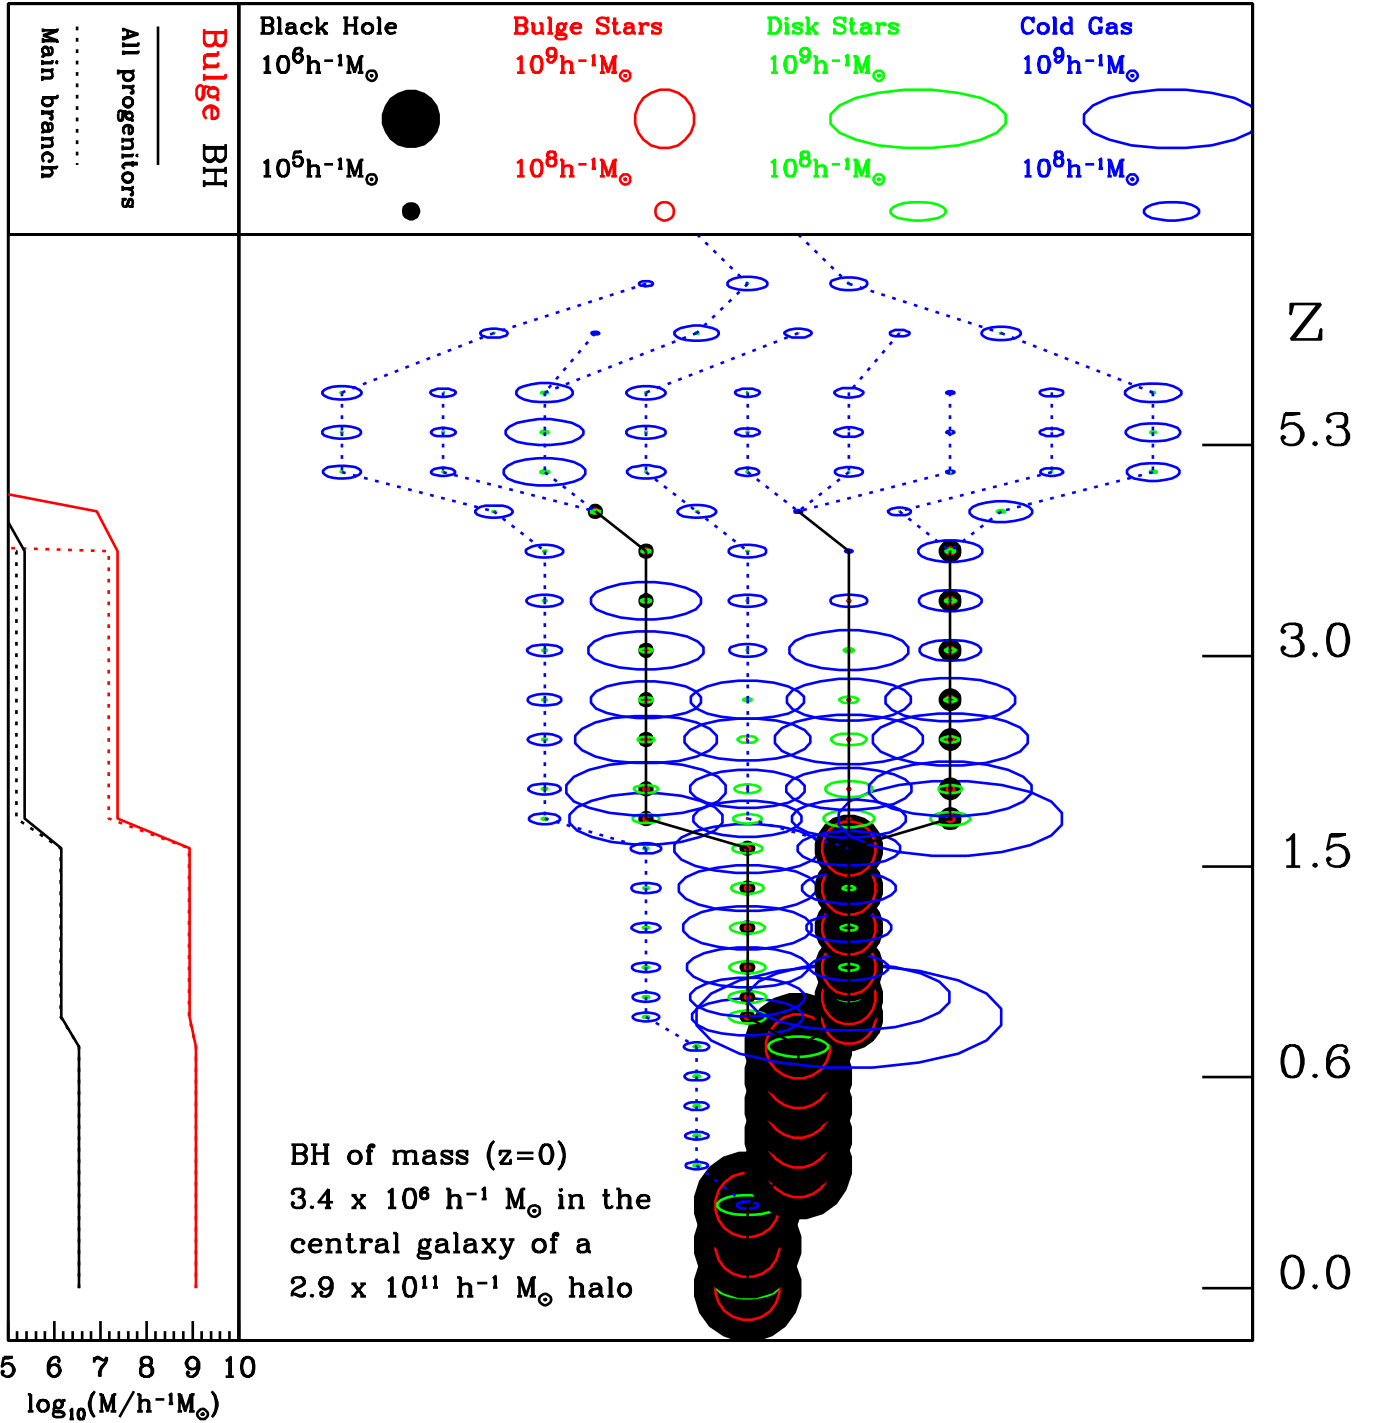 Bulge BH
All progenitors
Main branch
Black Hole
10⁶h⁻¹M☉
10⁵h⁻¹M☉
Bulge Stars
10⁹h⁻¹M☉
10⁸h⁻¹M☉
Disk Stars
10⁹h⁻¹M☉
10⁸h⁻¹M☉
Cold Gas
10⁹h⁻¹M☉
10⁸h⁻¹M☉
Z
5.3
3.0
1.5
0.6
0.0
BH of mass (z=0)
3.4 x 10⁶ h⁻¹ M☉ in the
central galaxy of a
2.9 x 10¹¹ h⁻¹ M☉ halo
5 6 7 8 9 10
log₁₀(M/h⁻¹M☉)